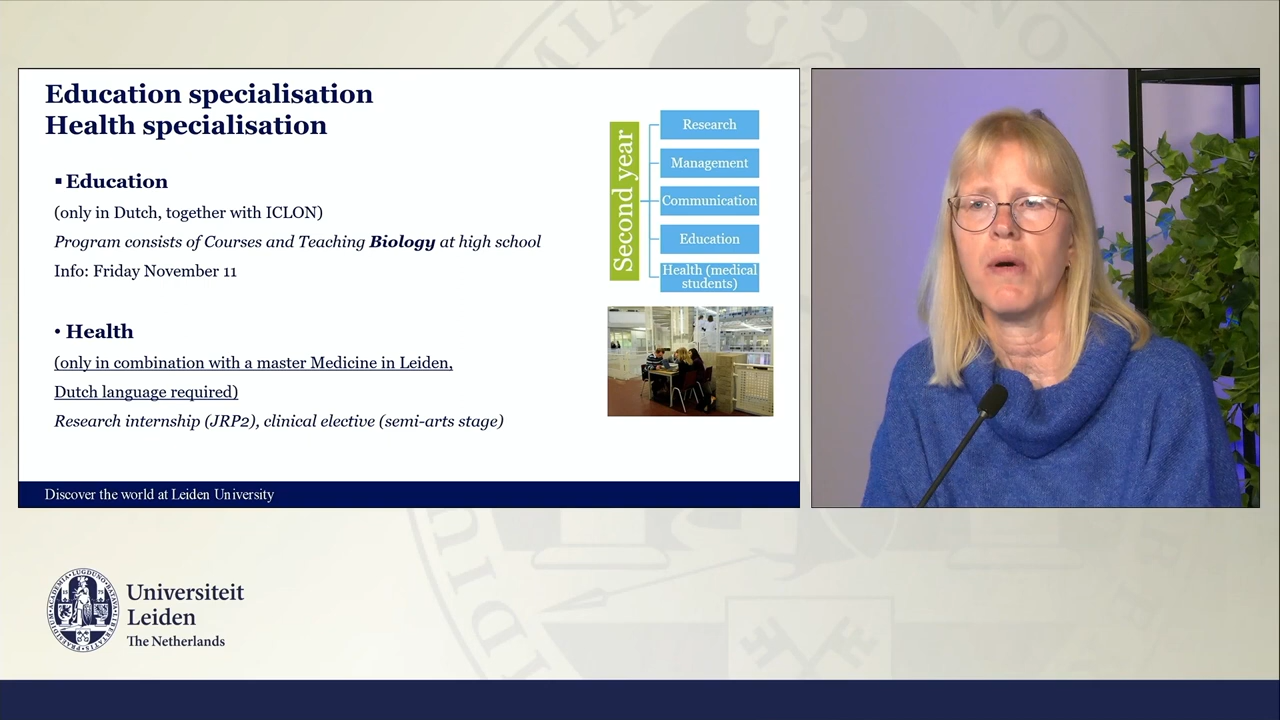 Education specialisation
Health specialisation
▪ Education
(only in Dutch, together with ICLON)
Program consists of Courses and Teaching Biology at high school
Info: Friday November 11
• Health
(only in combination with a master Medicine in Leiden,
Dutch language required)
Research internship (JRP2), clinical elective (semi-arts stage)
Second year
Research
Management
Communication
Education
Health (medical
students)
Discover the world at Leiden University
Universiteit
Leiden
The Netherlands